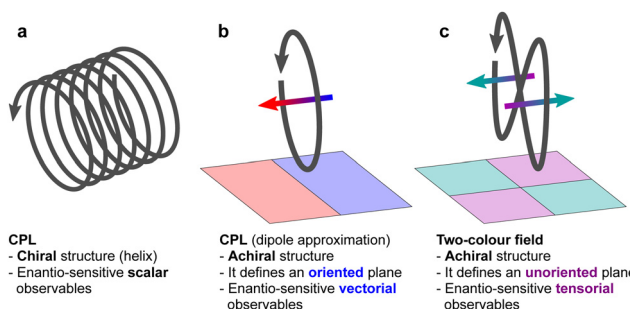 a
CPL
- Chiral structure (helix)
- Enantio-sensitive scalar
observables
b
CPL (dipole approximation)
- Achiral structure
- It defines an oriented plane
- Enantio-sensitive vectorial
observables
c
Two-colour field
- Achiral structure
- It defines an unoriented plane
- Enantio-sensitive tensorial
observables